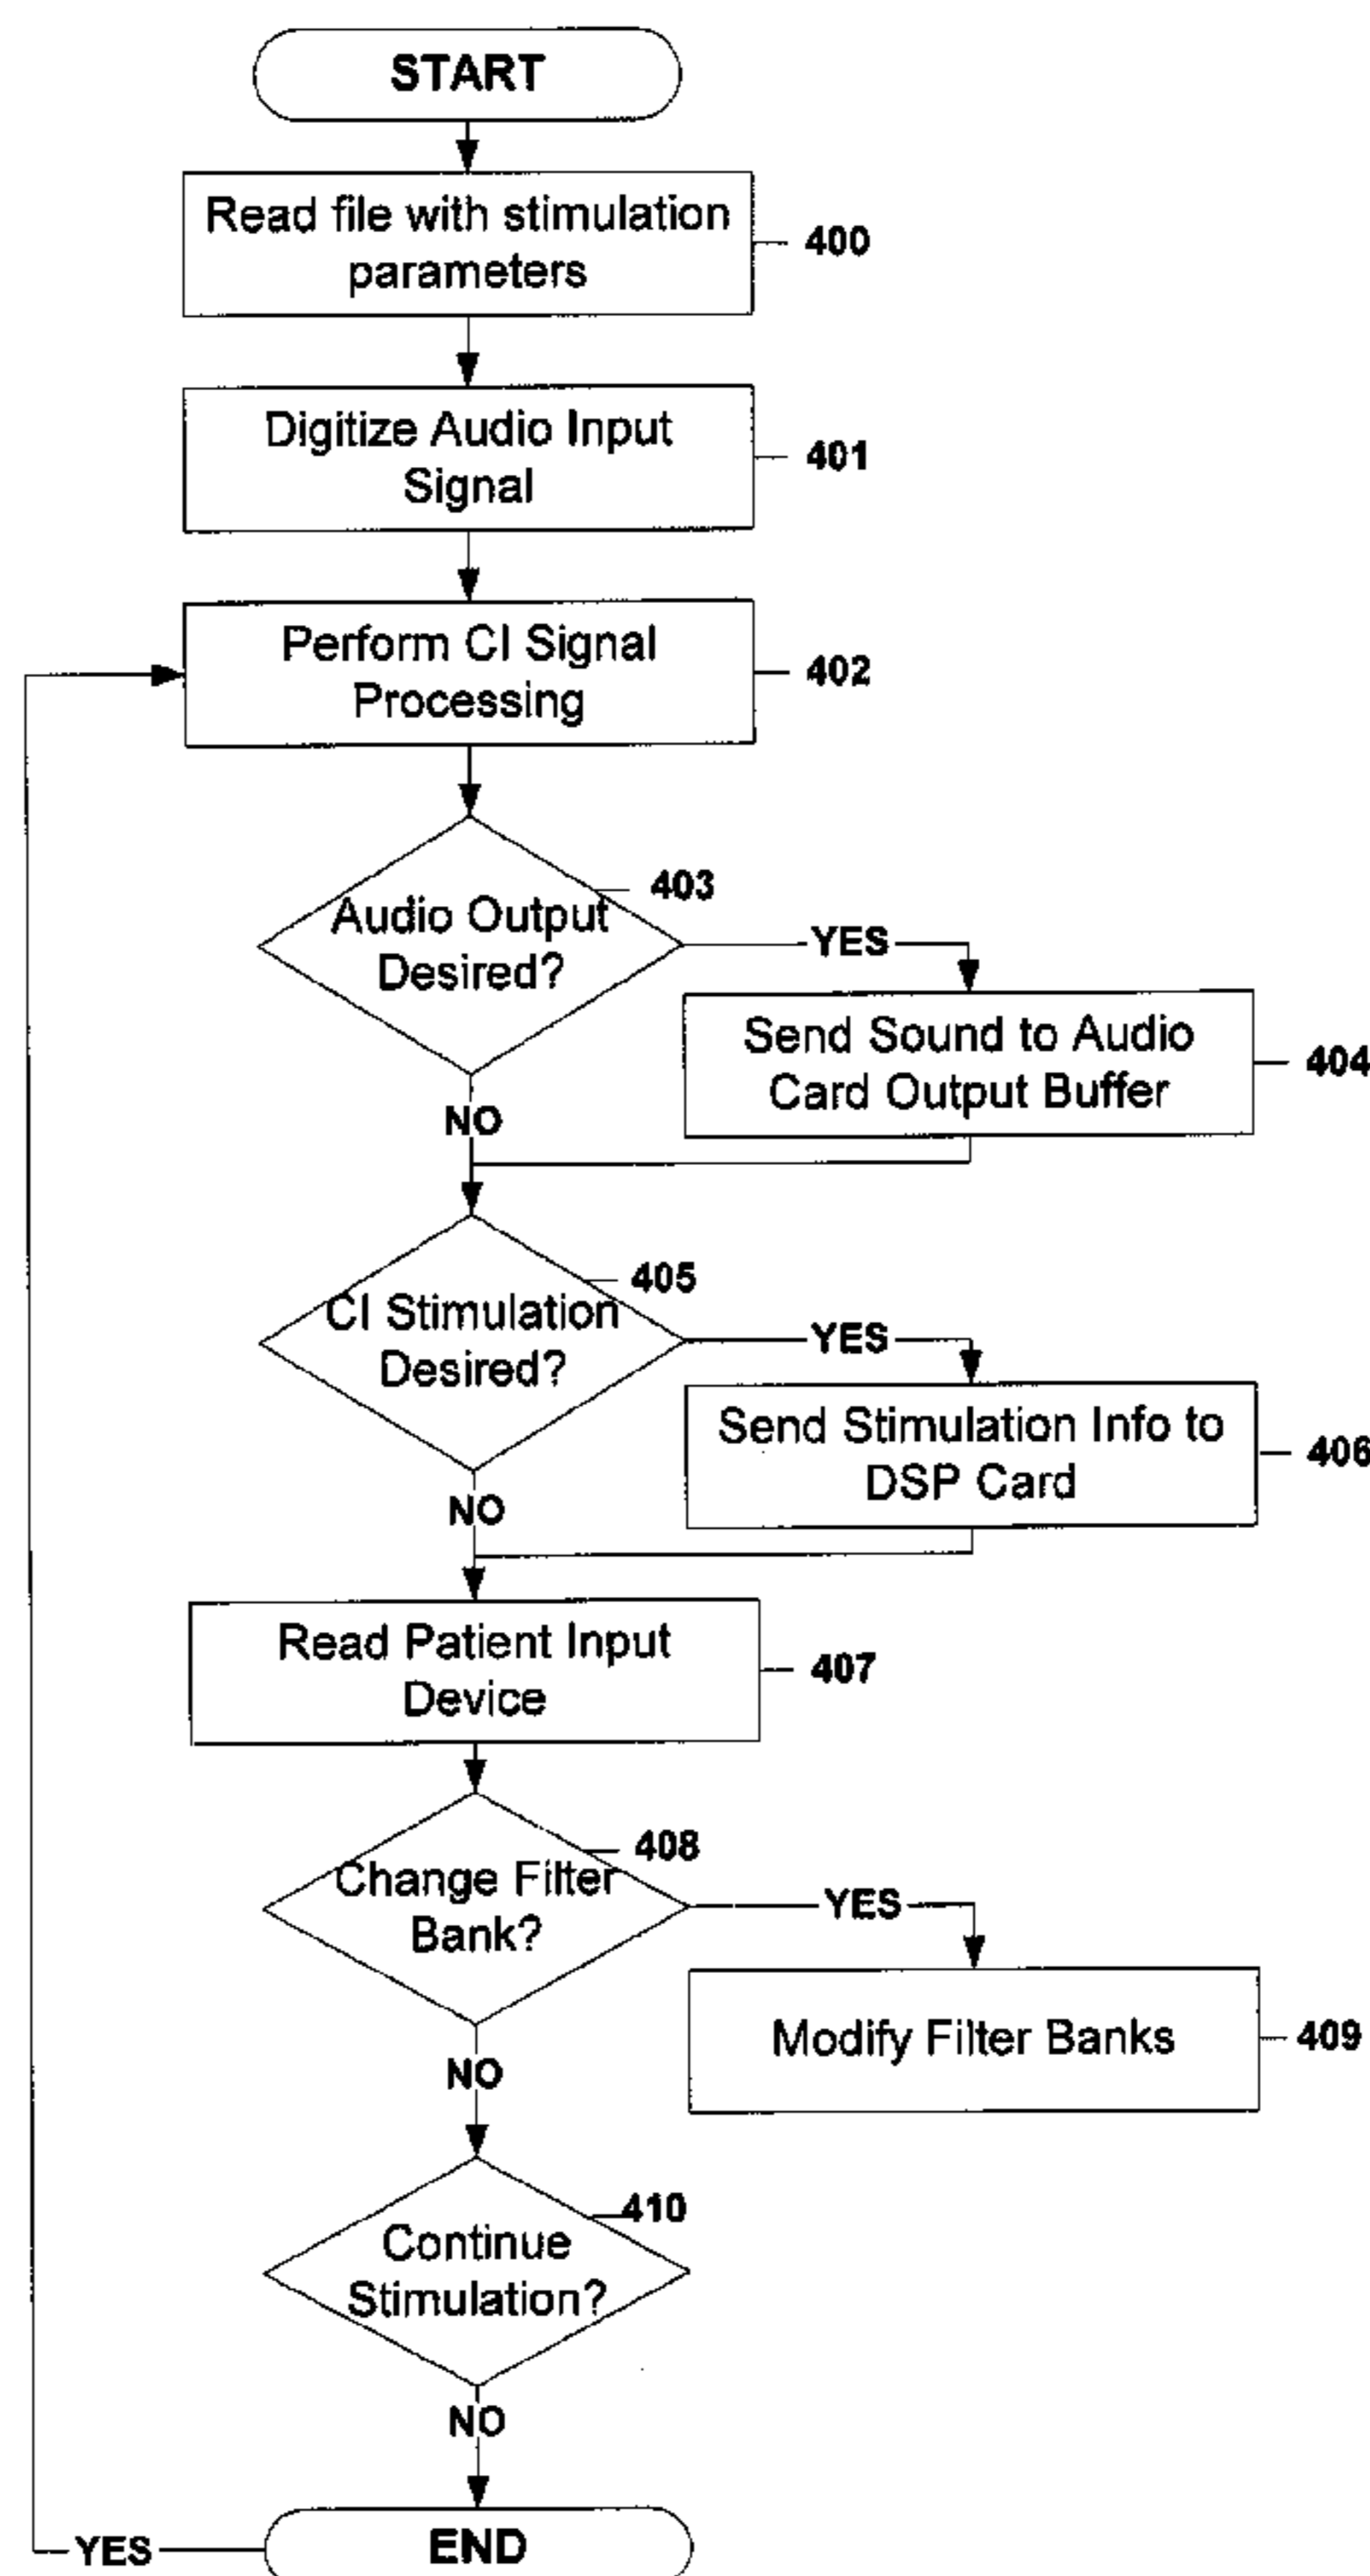 START
Read file with stimulation
parameters
400
Digitize Audio Input
Signal
401
Perform CI Signal
Processing
402
403
Audio Output
Desired?
YES
Send Sound to Audio
Card Output Buffer
404
NO
405
CI Stimulation
Desired?
YES
Send Stimulation Info to
DSP Card
406
NO
Read Patient Input
Device
407
408
Change Filter
Bank?
YES
Modify Filter Banks
409
NO
410
Continue
Stimulation?
NO
YES
END